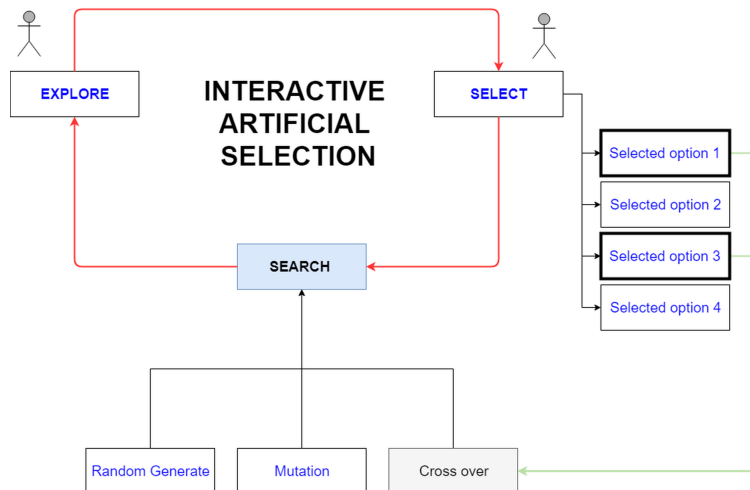 EXPLORE
INTERACTIVE
ARTIFICIAL
SELECTION
SELECT
Selected option 1
Selected option 2
Selected option 3
Selected option 4
SEARCH
Random Generate
Mutation
Cross over